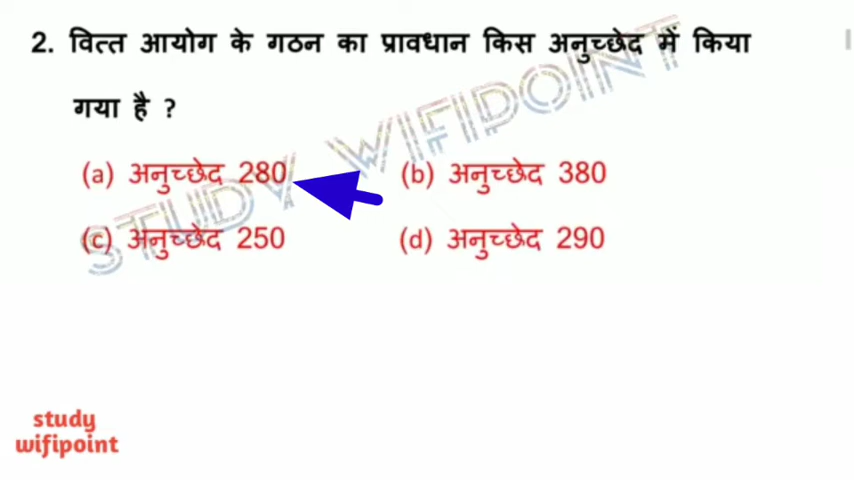 2. वित्त आयोग के गठन का प्रावधान किस अनुच्छेद में किया
गया है ?
(a) अनुच्छेद 280 (b) अनुच्छेद 380
(c) अनुच्छेद 250 (d) अनुच्छेद 290
STUDY WIFIPOINT
study
wifipoint